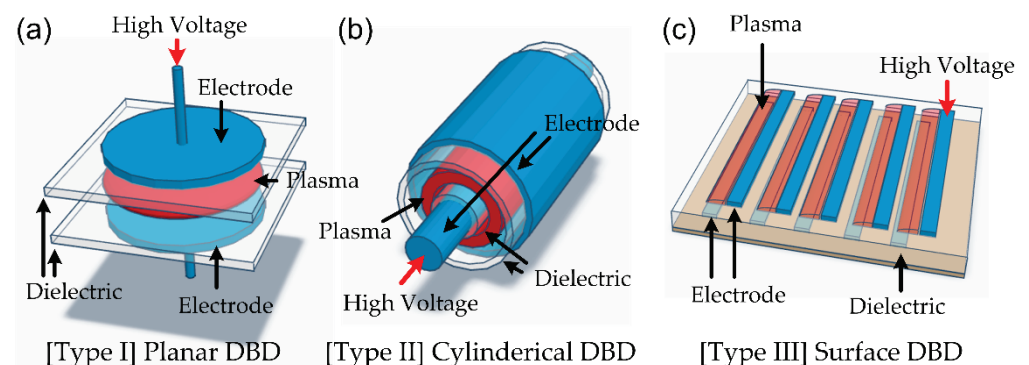 (a)
High Voltage
Electrode
Plasma
Dielectric
Electrode
[Type I] Planar DBD
(b)
Electrode
Plasma
Dielectric
High Voltage
[Type II] Cylinderical DBD
(c)
Plasma
High Voltage
Electrode
Dielectric
[Type III] Surface DBD